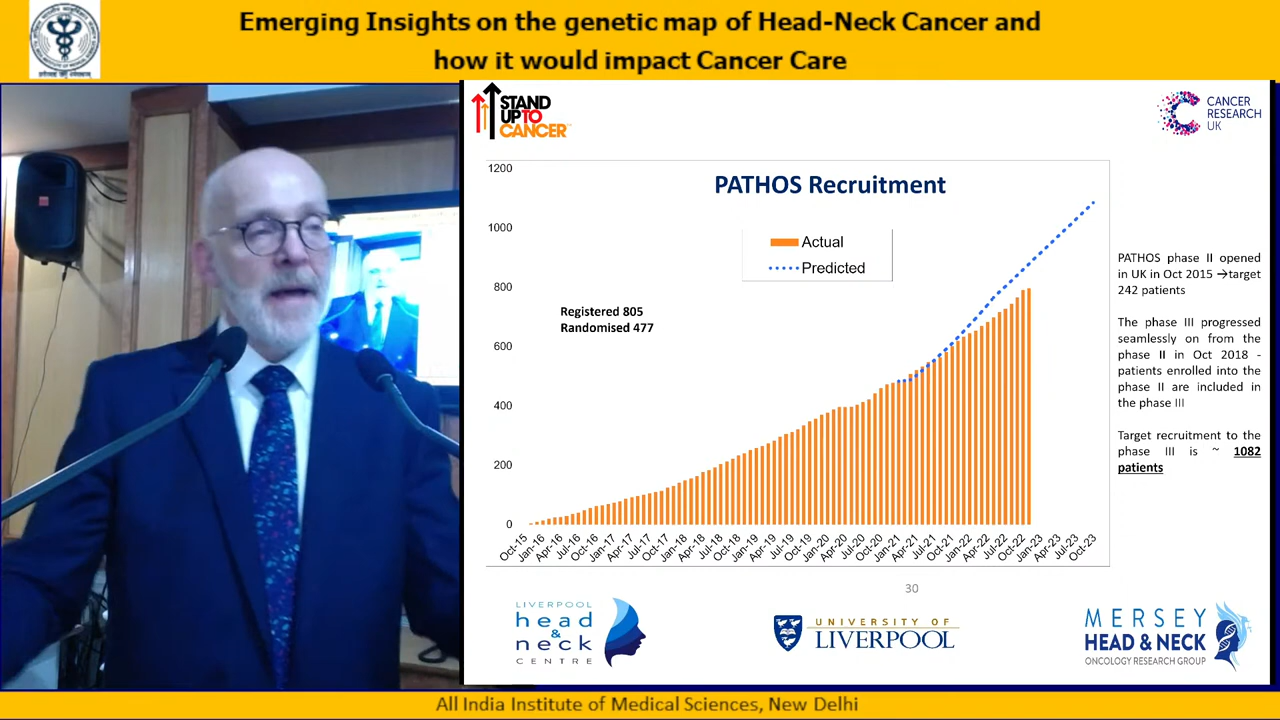 Emerging Insights on the genetic map of Head-Neck Cancer and
how it would impact Cancer Care
STAND
UP TO
CANCER
CANCER
RESEARCH
UK
PATHOS Recruitment
Actual
Predicted
Registered 805
Randomised 477
1200
1000
800
600
400
200
0
Oct-15
Jan-16
Apr-16
Jul-16
Oct-16
Jan-17
Apr-17
Jul-17
Oct-17
Jan-18
Apr-18
Jul-18
Oct-18
Jan-19
Apr-19
Jul-19
Oct-19
Jan-20
Apr-20
Jul-20
Oct-20
Jan-21
Apr-21
Jul-21
Oct-21
Jan-22
Apr-22
Jul-22
Oct-22
Jan-23
Apr-23
Jul-23
Oct-23
PATHOS phase II opened
in UK in Oct 2015 →target
242 patients
The phase III progressed
seamlessly on from the
phase II in Oct 2018 -
patients enrolled into the
phase II are included in
the phase III
Target recruitment to the
phase III is ~ 1082
patients
30
LIVERPOOL
head
&
neck
CENTRE
UNIVERSITY OF
LIVERPOOL
MERSEY
HEAD & NECK
ONCOLOGY RESEARCH GROUP
All India Institute of Medical Sciences, New Delhi